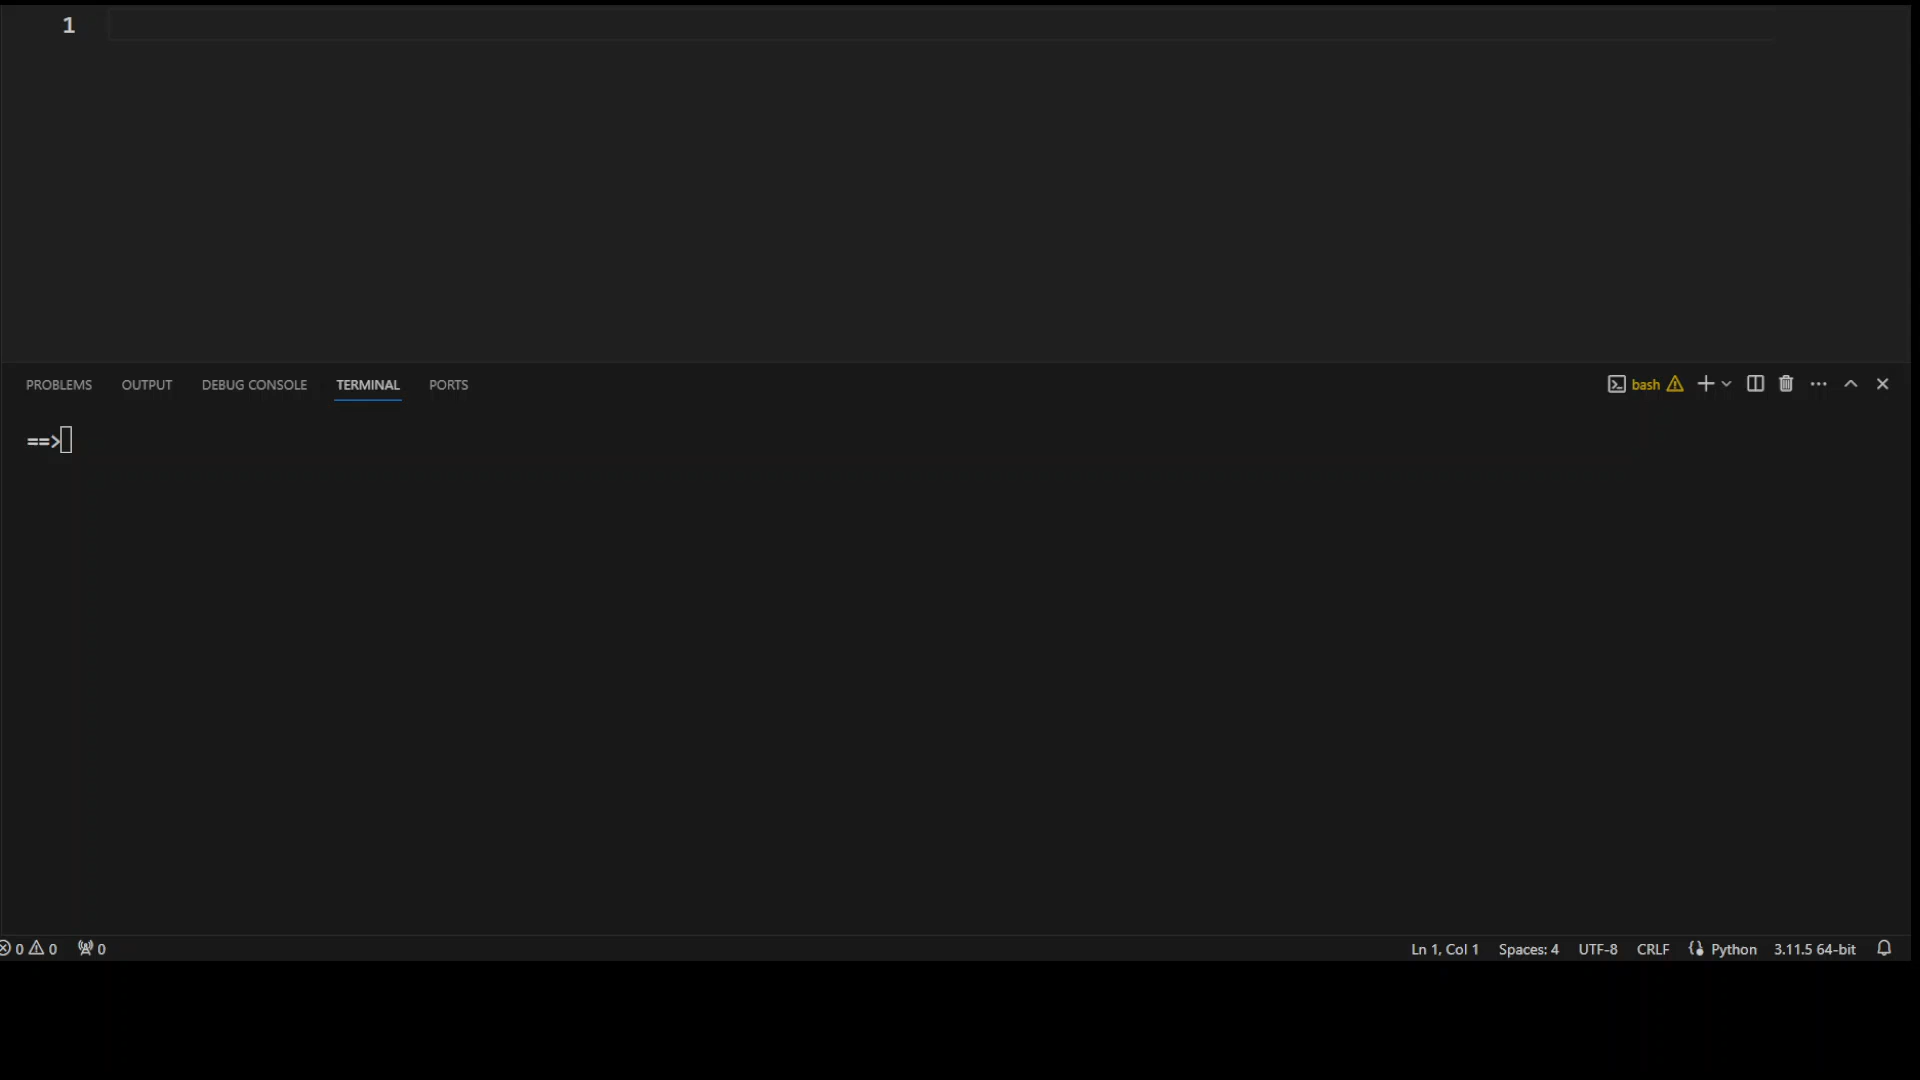 1
PROBLEMS OUTPUT DEBUG CONSOLE TERMINAL PORTS bash
==>
0 0 0 Ln 1, Col 1 Spaces: 4 UTF-8 CRLF Python 3.11.5 64-bit